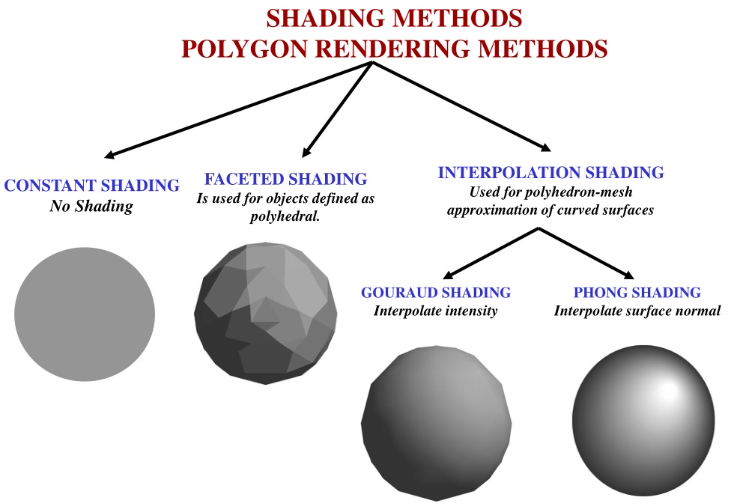 SHADING METHODS
POLYGON RENDERING METHODS
CONSTANT SHADING
No Shading
FACETED SHADING
Is used for objects defined as
polyhedral.
INTERPOLATION SHADING
Used for polyhedron-mesh
approximation of curved surfaces
GOURAUD SHADING
Interpolate intensity
PHONG SHADING
Interpolate surface normal